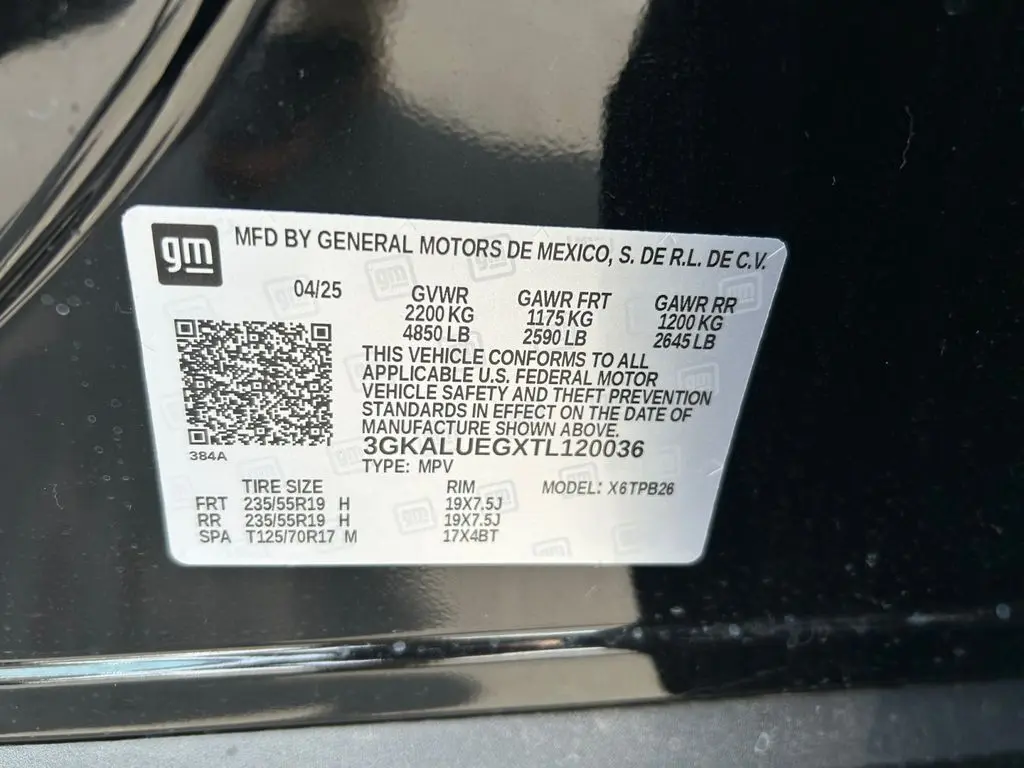 gm MFD BY GENERAL MOTORS DE MEXICO, S. DE R.L. DE C.V.
04/25 GVWR GAWR FRT GAWR RR
2200 KG 1175 KG 1200 KG
4850 LB 2590 LB 2645 LB
THIS VEHICLE CONFORMS TO ALL
APPLICABLE U.S. FEDERAL MOTOR
VEHICLE SAFETY AND THEFT PREVENTION
STANDARDS IN EFFECT ON THE DATE OF
MANUFACTURE SHOWN ABOVE.
3GKALUEGXTL120036
384A
TYPE: MPV
TIRE SIZE RIM MODEL: X6TPB26
FRT 235/55R19 H 19X7.5J
RR 235/55R19 H 19X7.5J
SPA T125/70R17 M 17X4BT